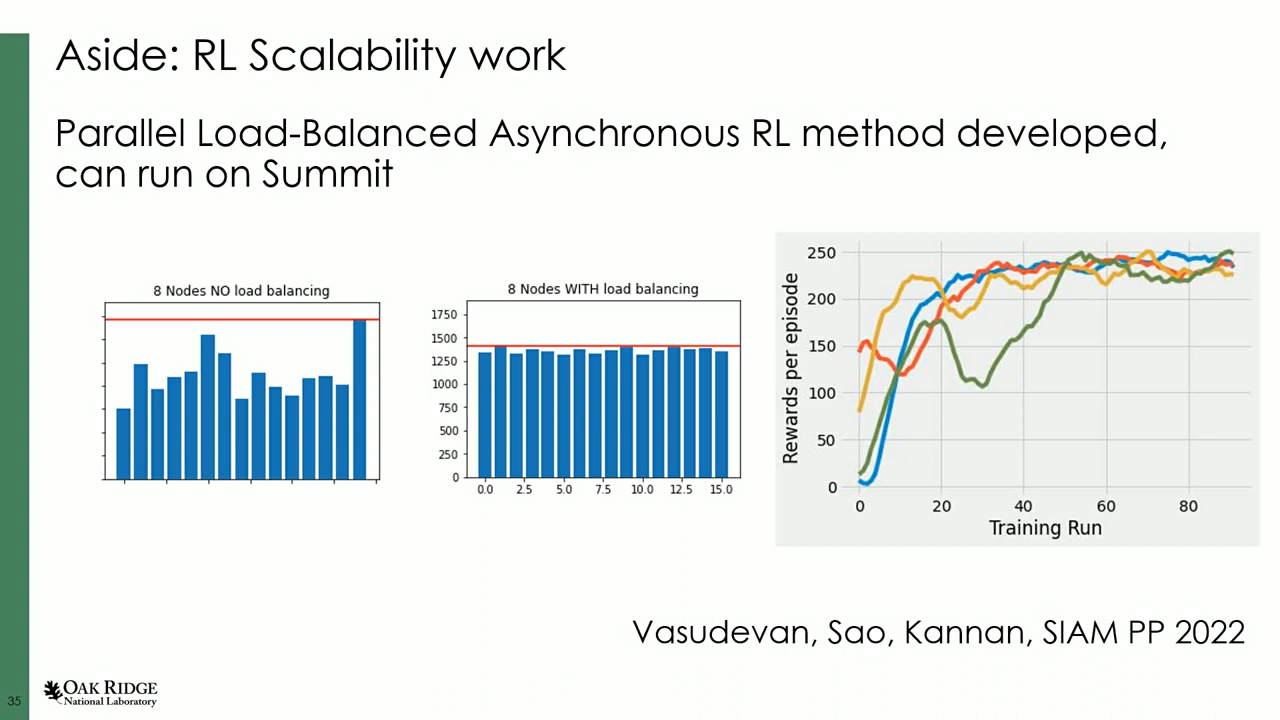 Aside: RL Scalability work
Parallel Load-Balanced Asynchronous RL method developed,
can run on Summit
8 Nodes NO load balancing
8 Nodes WITH load balancing
1750
1500
1250
1000
750
500
250
0
0.0 2.5 5.0 7.5 10.0 12.5 15.0
Rewards per episode
250
200
150
100
50
0
0 20 40 60 80
Training Run
Vasudevan, Sao, Kannan, SIAM PP 2022
35
OAK RIDGE
National Laboratory